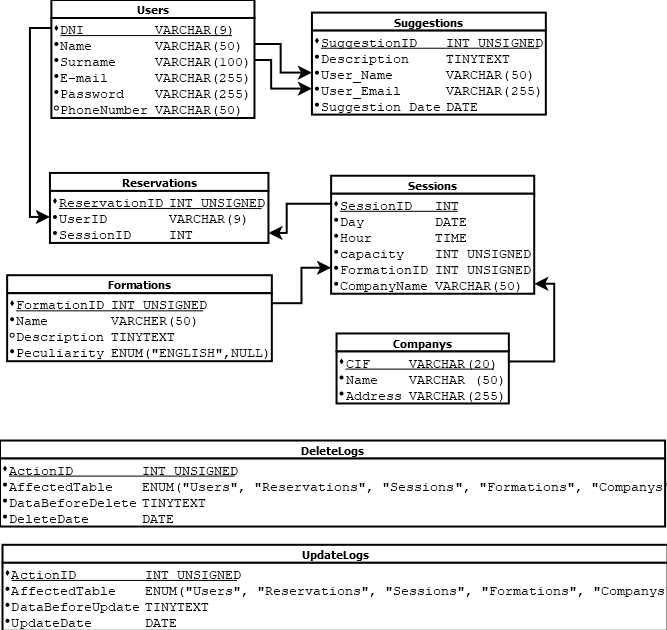 Users
DNI VARCHAR(9)
Name VARCHAR(50)
Surname VARCHAR(100)
E-mail VARCHAR(255)
Password VARCHAR(255)
PhoneNumber VARCHAR(50)
Suggestions
SuggestionID INT UNSIGNED
Description TINYTEXT
User_Name VARCHAR(50)
User_Email VARCHAR(255)
Suggestion Date DATE
Reservations
ReservationID INT UNSIGNED
UserID VARCHAR(9)
SessionID INT
Sessions
SessionID INT
Day DATE
Hour TIME
capacity INT UNSIGNED
FormationID INT UNSIGNED
CompanyName VARCHAR(50)
Formations
FormationID INT UNSIGNED
Name VARCHER(50)
Description TINYTEXT
Peculiarity ENUM("ENGLISH",NULL)
Companys
CIF VARCHAR(20)
Name VARCHAR (50)
Address VARCHAR(255)
DeleteLogs
ActionID INT UNSIGNED
AffectedTable ENUM("Users", "Reservations", "Sessions", "Formations", "Companys"
DataBeforeDelete TINYTEXT
DeleteDate DATE
UpdateLogs
ActionID INT UNSIGNED
AffectedTable ENUM("Users", "Reservations", "Sessions", "Formations", "Companys
DataBeforeUpdate TINYTEXT
UpdateDate DATE